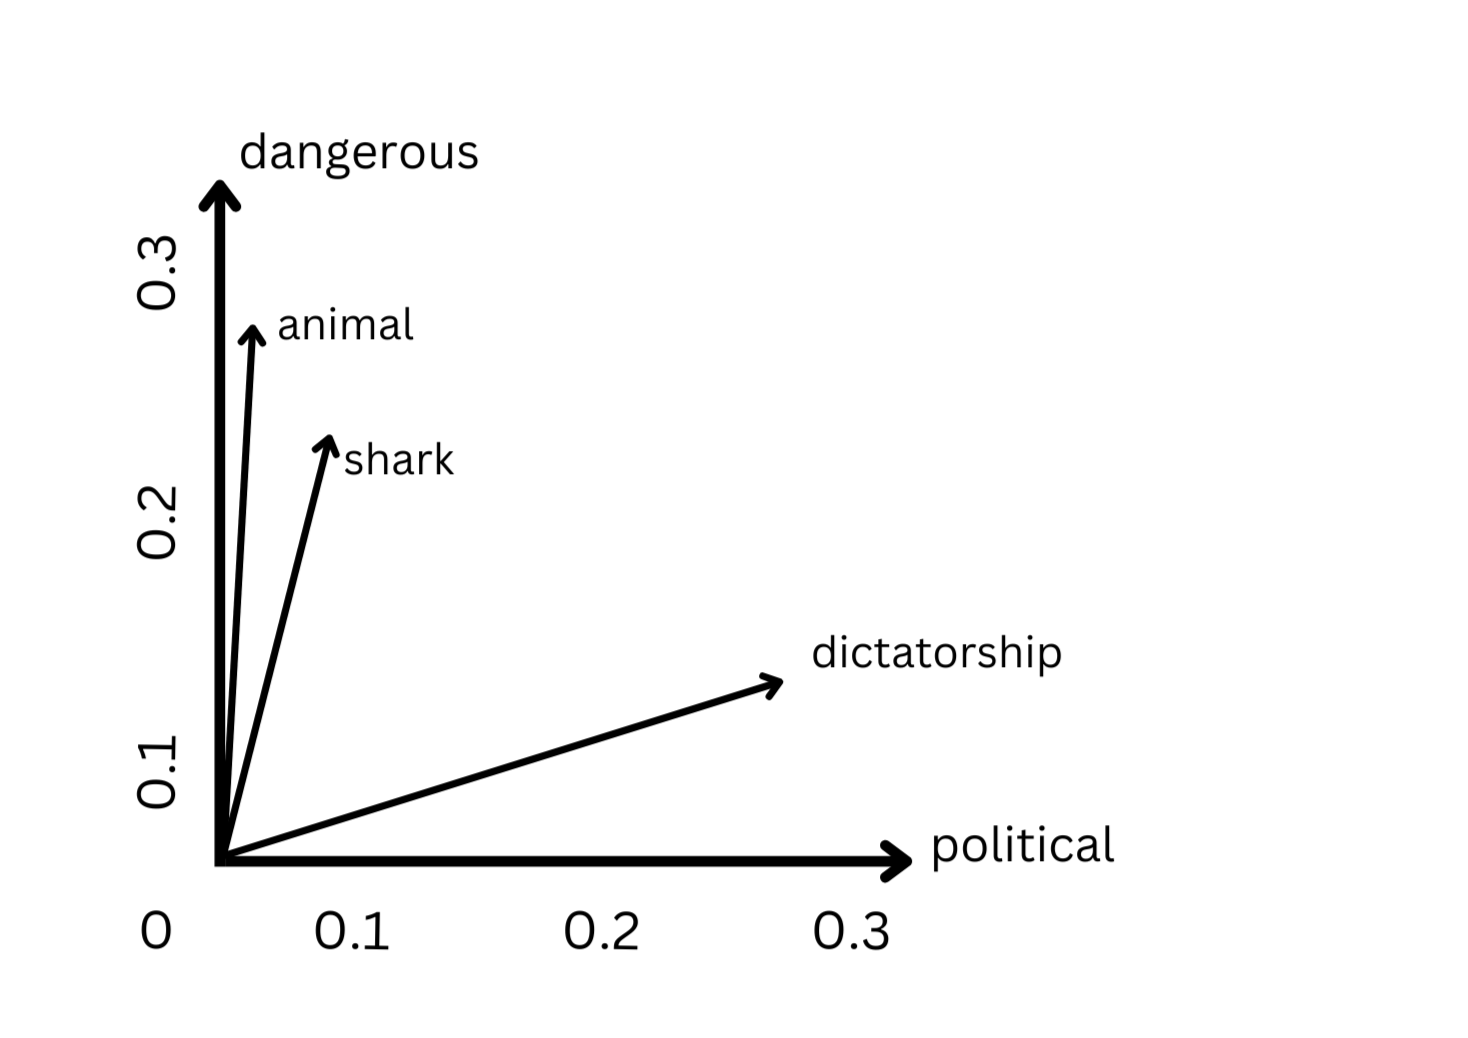 dangerous
0.3
animal
shark
0.2
dictatorship
0.1
political
0 0.1 0.2 0.3